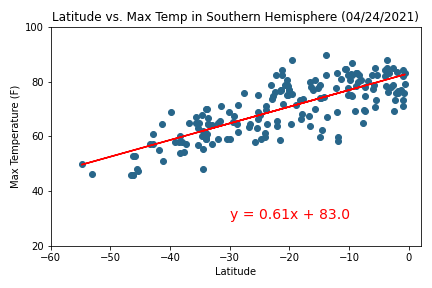 Latitude vs. Max Temp in Southern Hemisphere (04/24/2021)
100
80
60
40
20
Max Temperature (F)
y = 0.61x + 83.0
−60 −50 −40 −30 −20 −10 0
Latitude